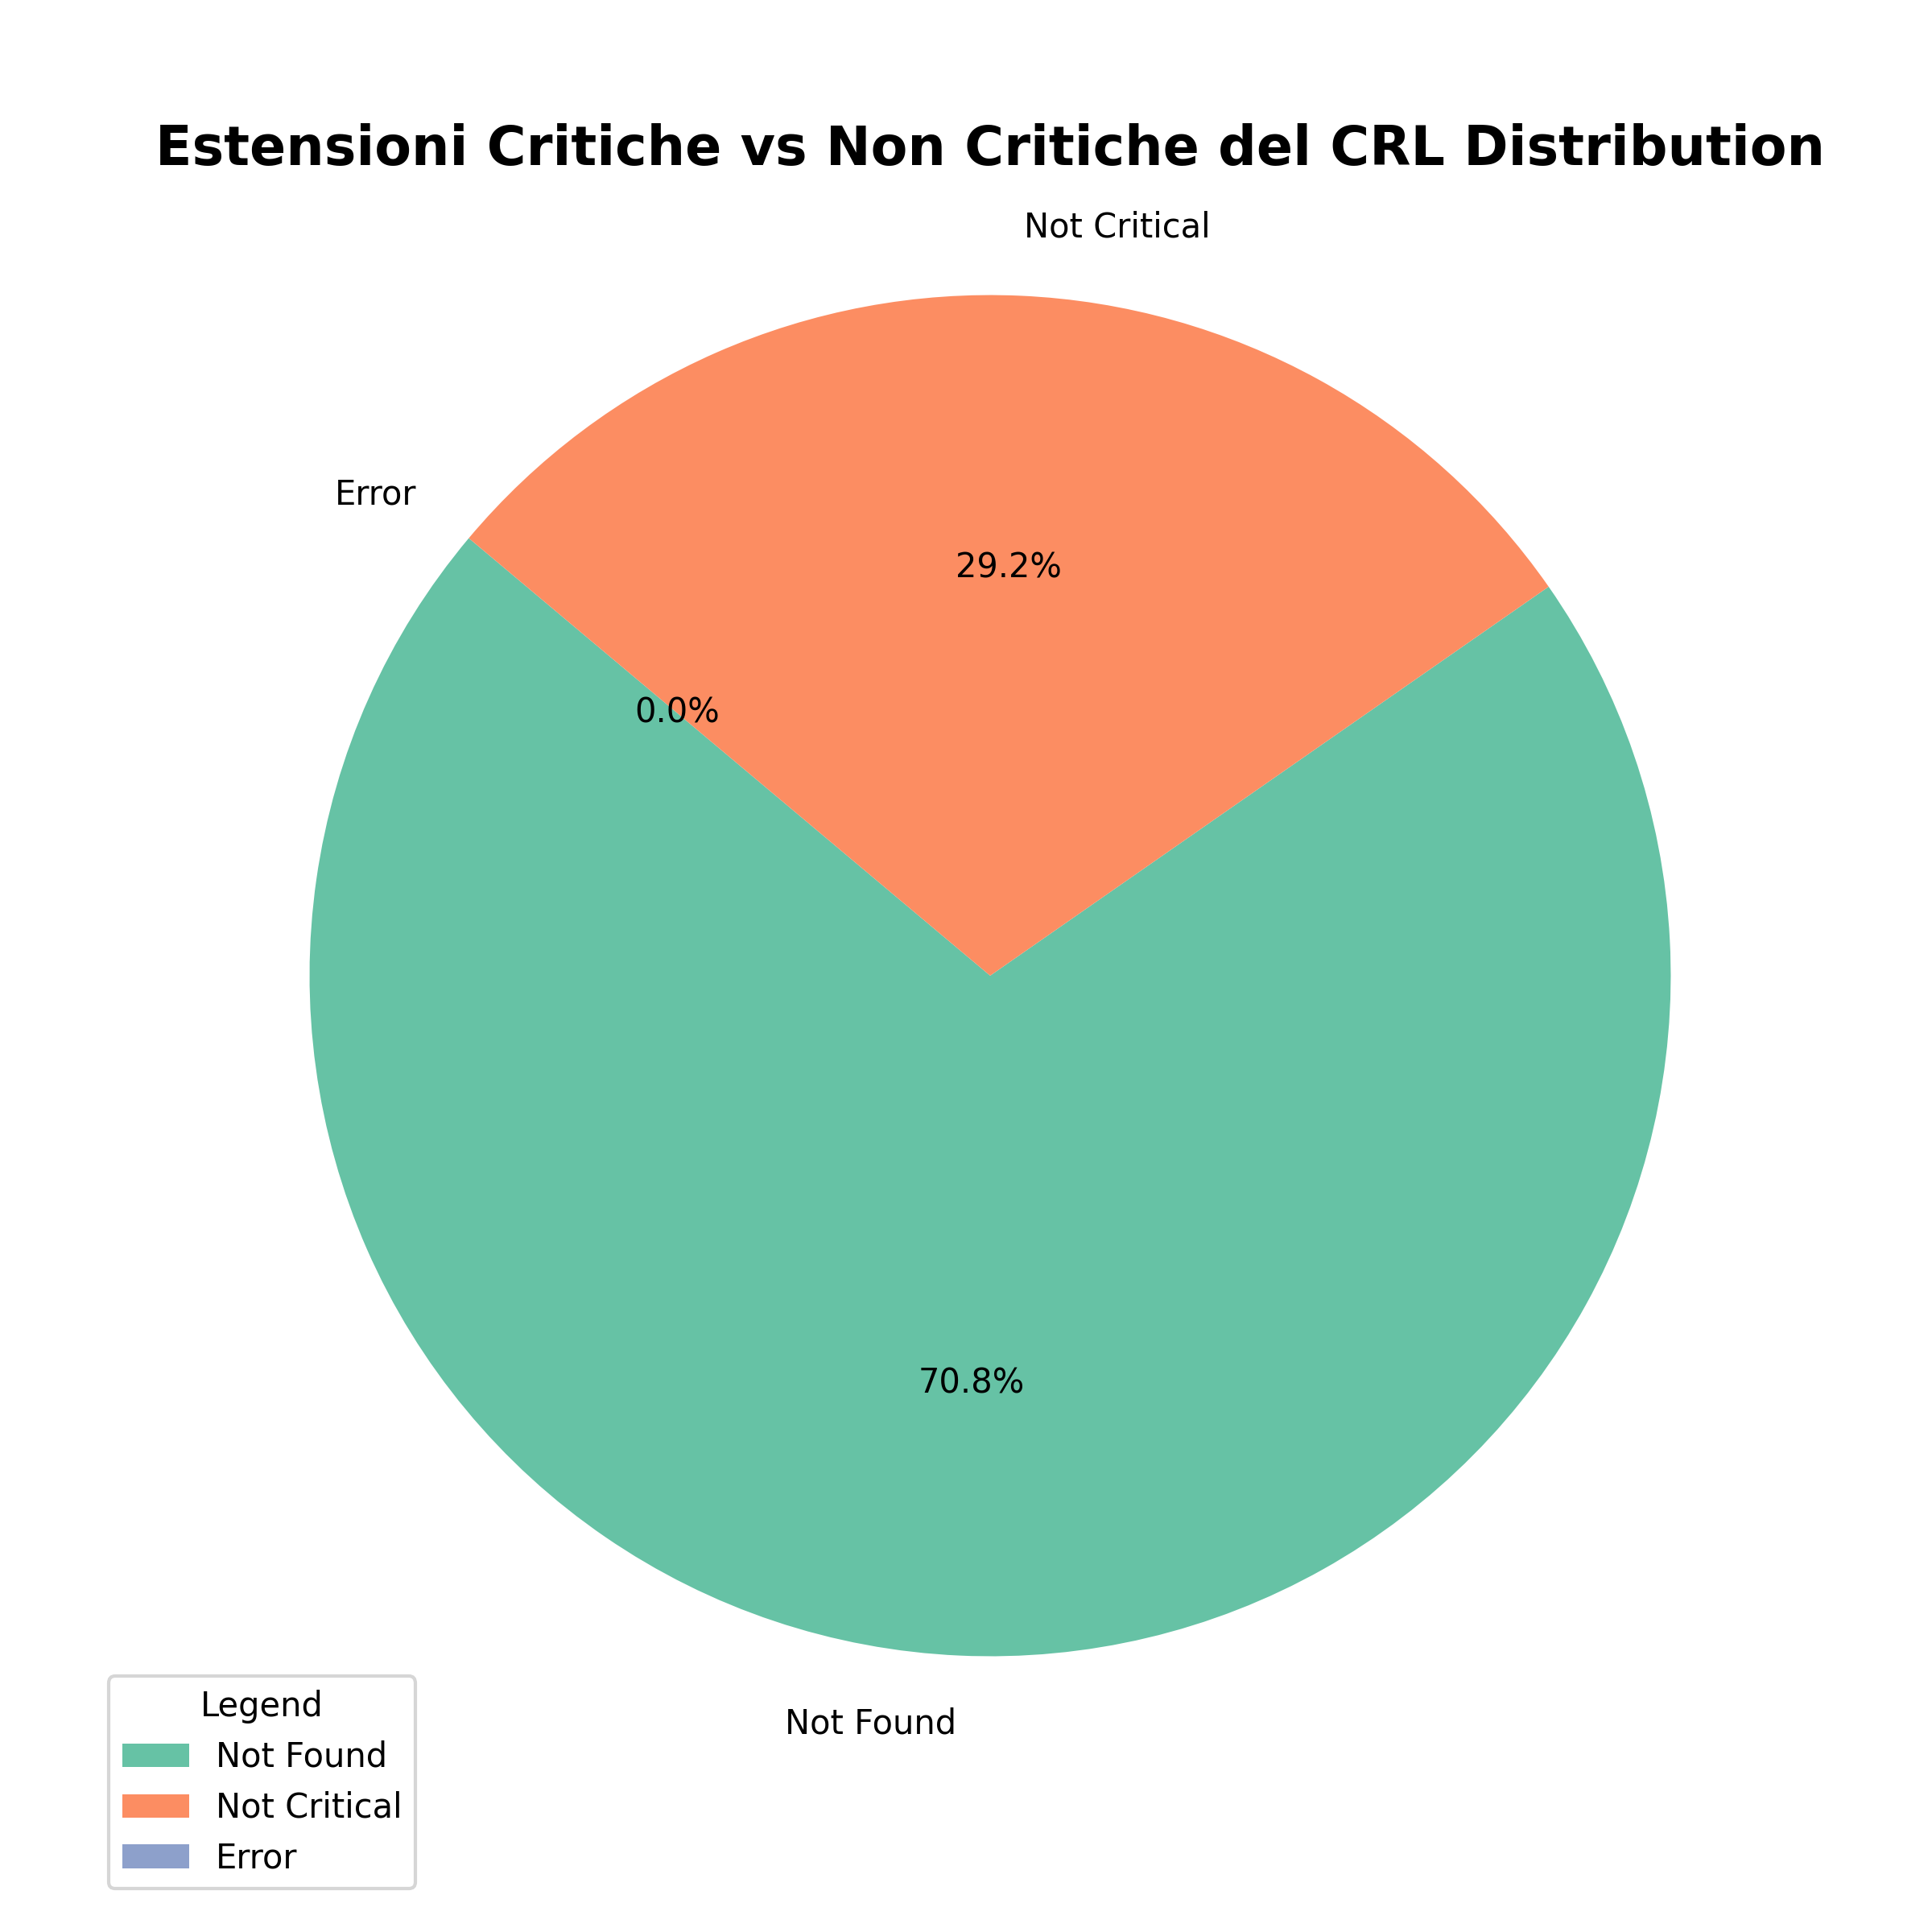 Estensioni Critiche vs Non Critiche del CRL Distribution
Not Critical
Error
29.2%
0.0%
70.8%
Not Found
Legend
Not Found
Not Critical
Error